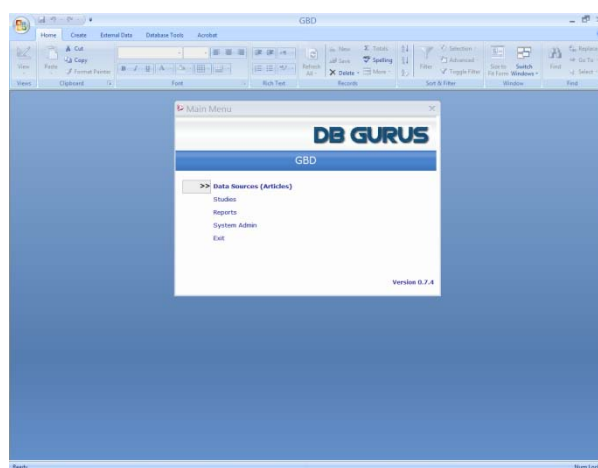 GBD
Home Create External Data Database Tools Acrobat
View Paste Cut Copy Format Painter
Refresh All New Save Delete Totals Spelling More
Filter Selection Advanced Toggle Filter
Size to Fit Form Switch Windows Find Replace Go To Select
Views Clipboard Font Rich Text Records Sort & Filter Window Find
Main Menu
DB GURUS
GBD
>> Data Sources (Articles)
Studies
Reports
System Admin
Exit
Version 0.7.4
Ready
Num Lock